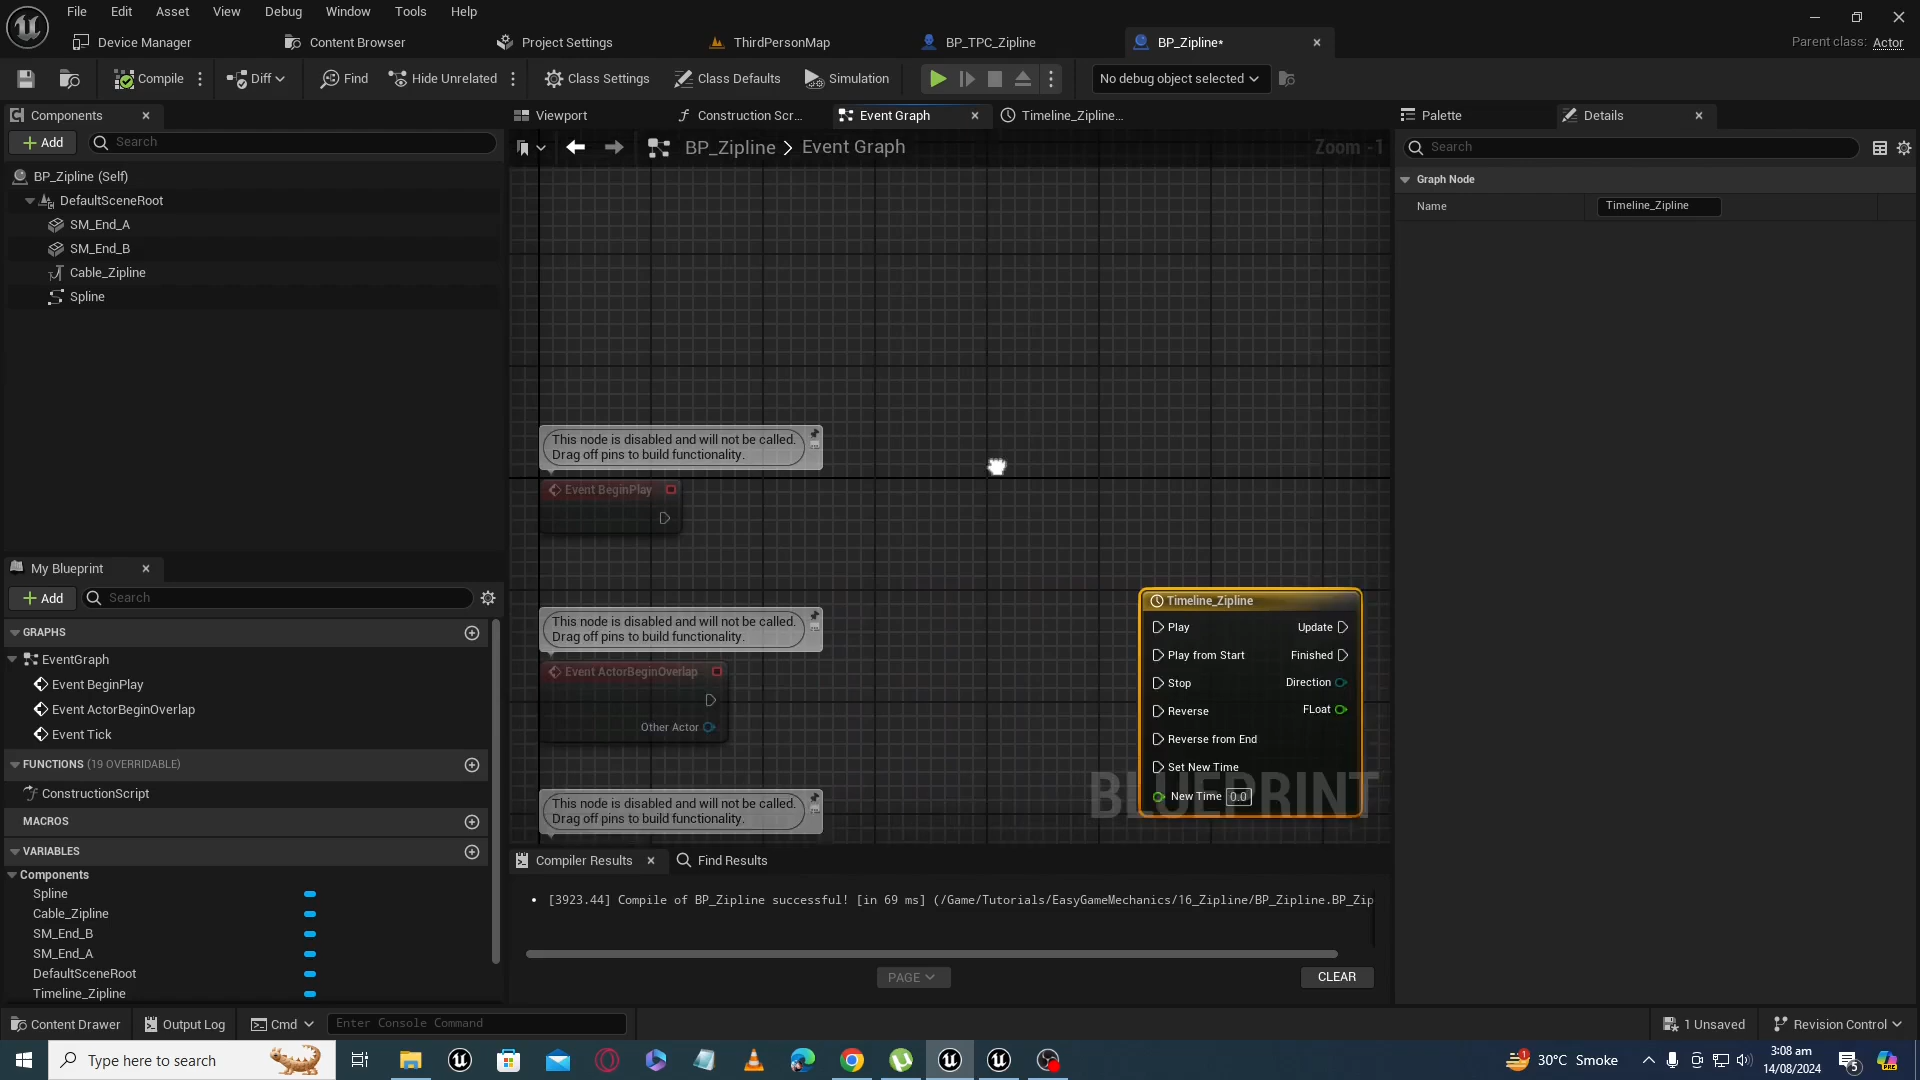 File Edit Asset View Debug Window Tools Help
Device Manager Content Browser Project Settings ThirdPersonMap BP_TPC_Zipline BP_Zipline* Parent class: Actor
Compile Diff Find Hide Unrelated Class Settings Class Defaults Simulation No debug object selected
Components Viewport Construction Scr... Event Graph Timeline_Zipline... Palette Details
Add Search BP_Zipline > Event Graph Zoom -1 Search
BP_Zipline (Self) Graph Node
DefaultSceneRoot Name Timeline_Zipline
SM_End_A
SM_End_B
Cable_Zipline
Spline
This node is disabled and will not be called.
Drag off pins to build functionality.
Event BeginPlay
This node is disabled and will not be called.
Drag off pins to build functionality.
Event ActorBeginOverlap
Other Actor
This node is disabled and will not be called.
Drag off pins to build functionality.
Timeline_Zipline
Play Update
Play from Start Finished
Stop Direction
Reverse FLoat
Reverse from End
Set New Time
New Time 0.0
BLUEPRINT
My Blueprint
Add Search
GRAPHS
EventGraph
Event BeginPlay
Event ActorBeginOverlap
Event Tick
FUNCTIONS (19 OVERRIDABLE)
ConstructionScript
MACROS
VARIABLES
Components
Spline
Cable_Zipline
SM_End_B
SM_End_A
DefaultSceneRoot
Timeline_Zipline
Compiler Results Find Results
[3923.44] Compile of BP_Zipline successful! [in 69 ms] (/Game/Tutorials/EasyGameMechanics/16_Zipline/BP_Zipline.BP_Zip
PAGE CLEAR
Content Drawer Output Log Cmd Enter Console Command 1 Unsaved Revision Control
Type here to search 1 30°C Smoke 3:08 am 5
14/08/2024